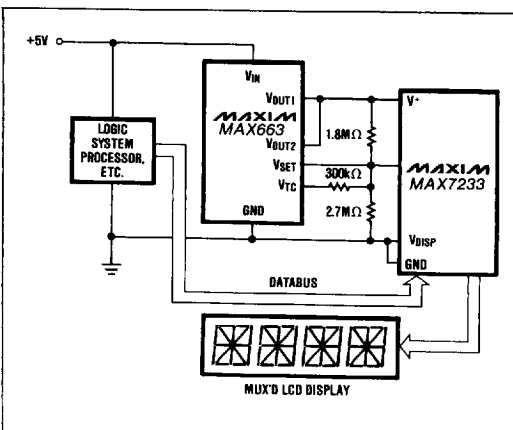 +5V
LOGIC
SYSTEM
PROCESSOR,
ETC.
VIN
VOUT1
MAXIM
MAX663
VOUT2
VSET
VTC
GND
1.8MΩ
300kΩ
2.7MΩ
V+
MAXIM
MAX7233
VDISP
GND
DATABUS
MUX'D LCD DISPLAY